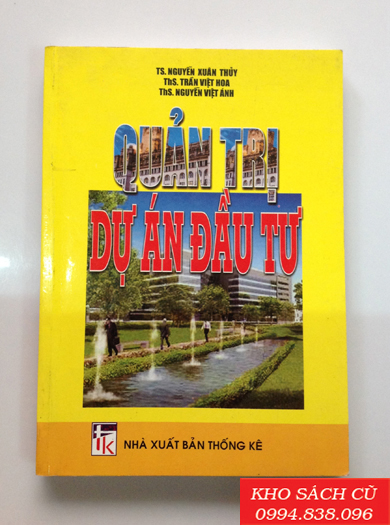 TS. NGUYỄN XUÂN THỦY
ThS. TRẦN VIỆT HOA
ThS. NGUYỄN VIỆT ÁNH
QUẢN TRỊ
DỰ ÁN ĐẦU TƯ
TK
NHÀ XUẤT BẢN THỐNG KÊ
KHO SÁCH CŨ
0994.838.096